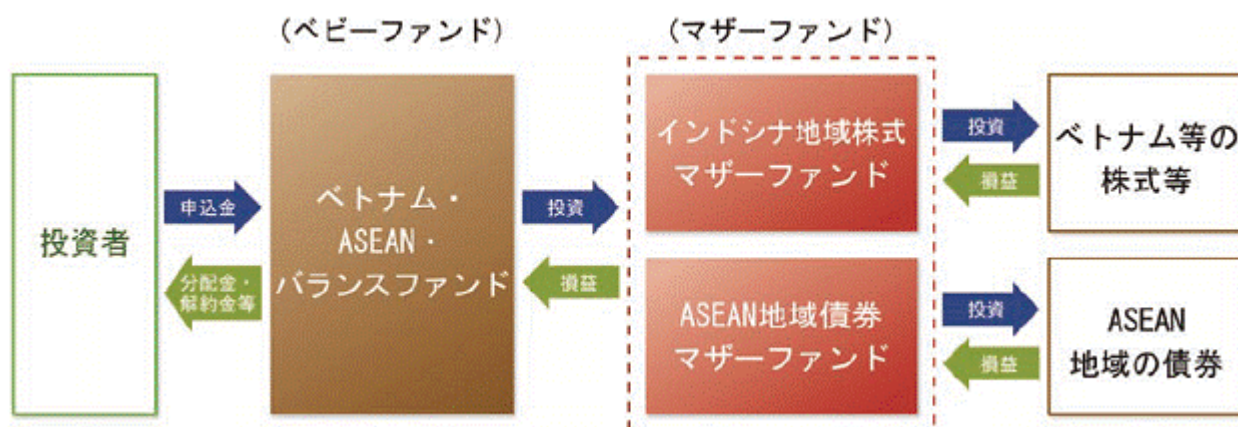 （ベビーファンド）
（マザーファンド）
投資者
申込金
分配金・
解約金等
ベトナム・
ASEAN・
バランスファンド
投資
損益
インドシナ地域株式
マザーファンド
ASEAN地域債券
マザーファンド
投資
損益
ベトナム等の
株式等
投資
損益
ASEAN
地域の債券